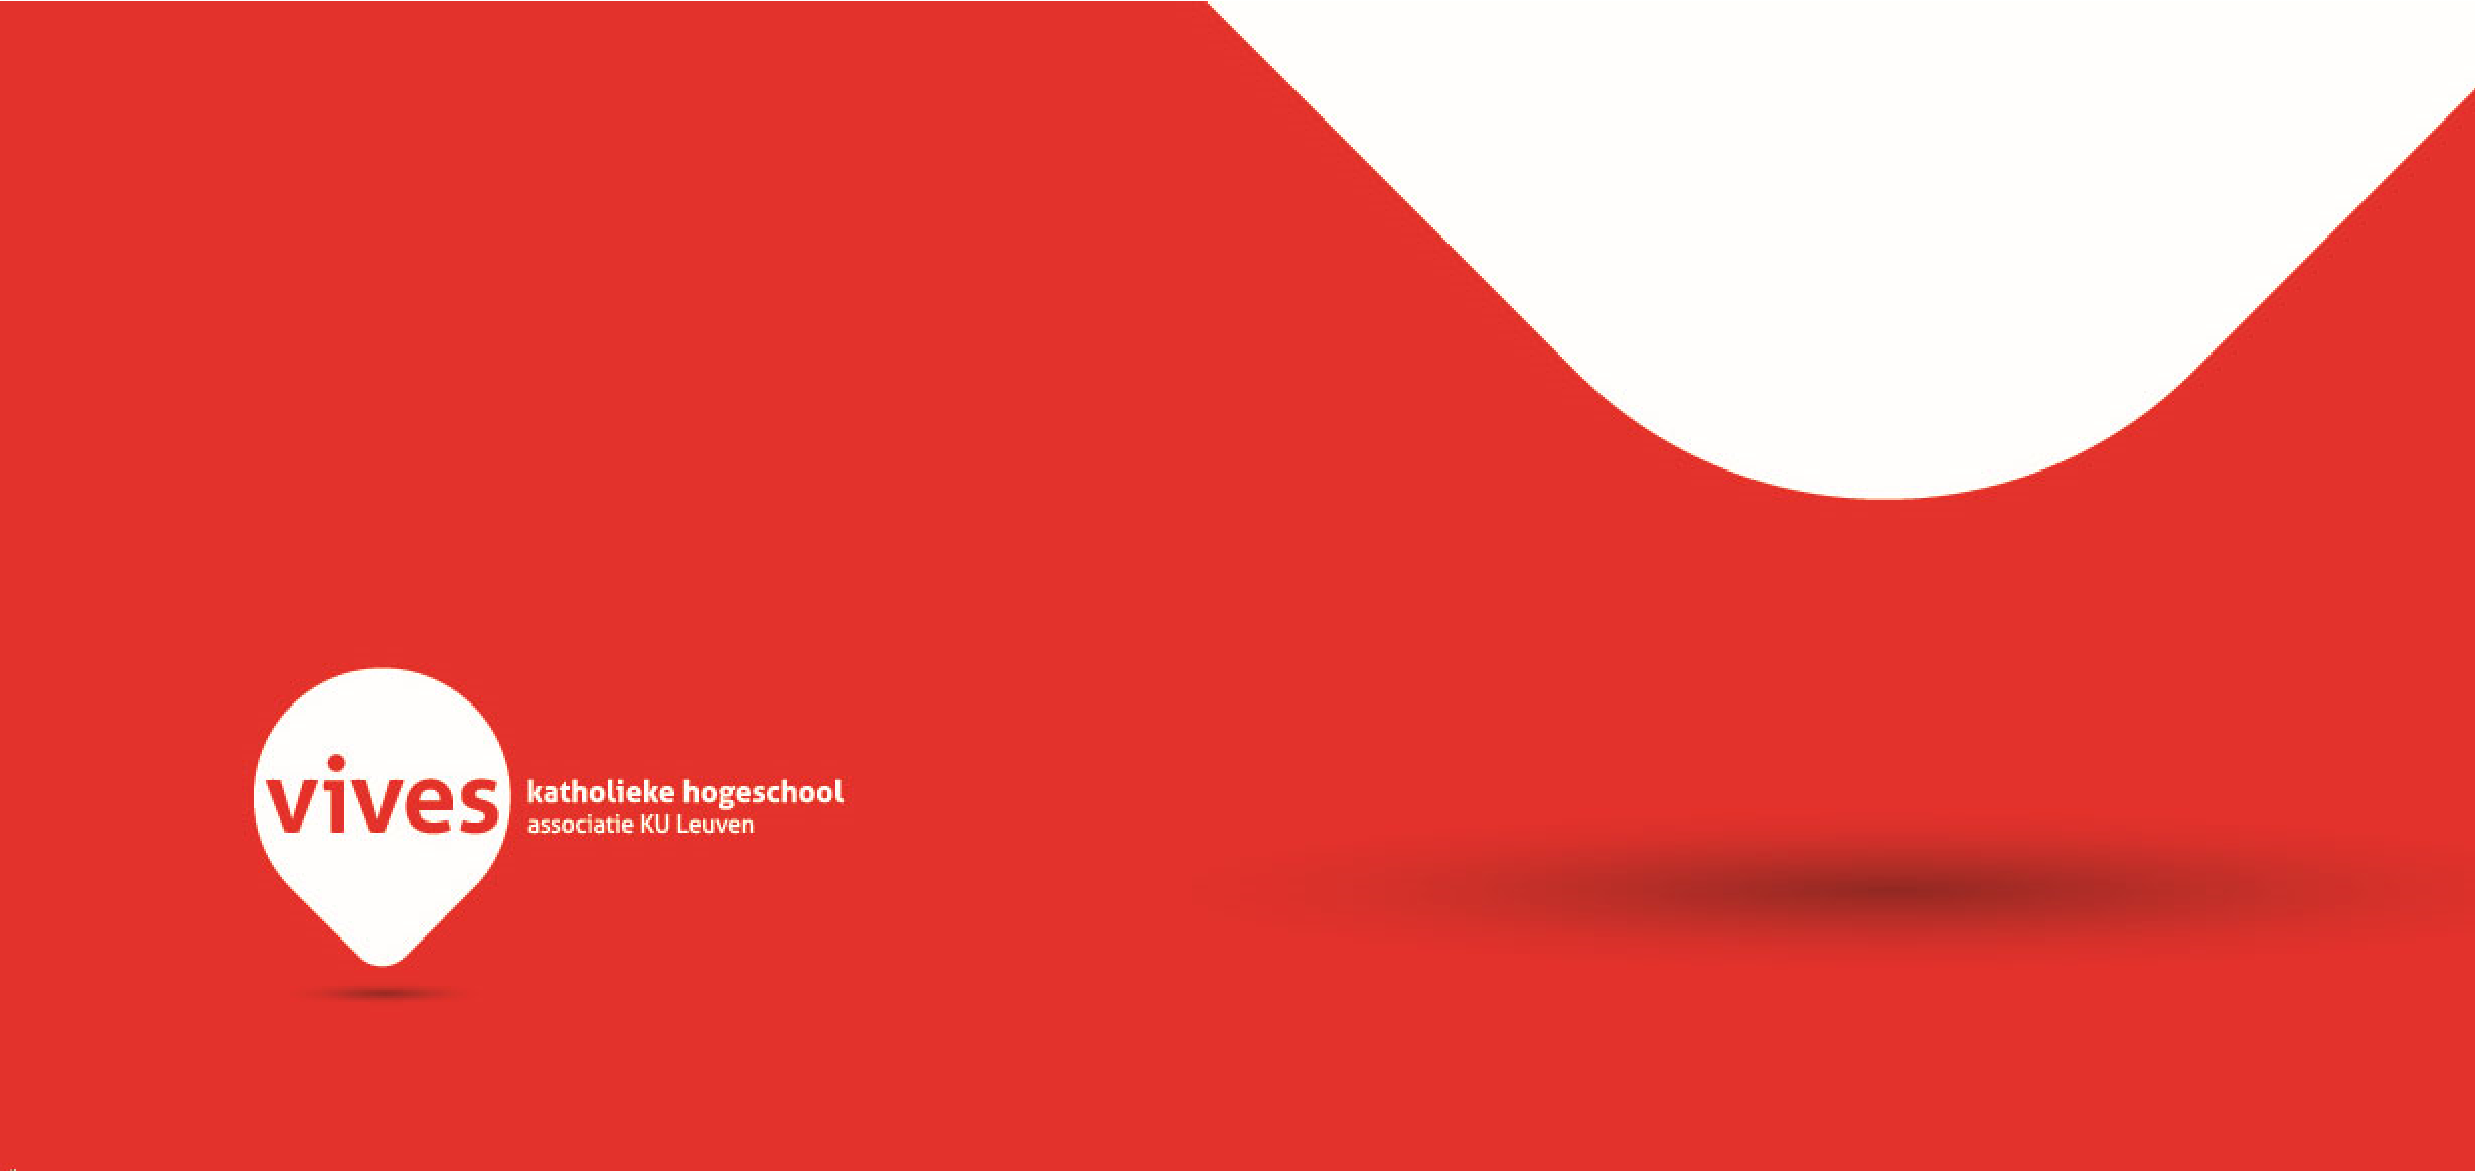 vives
katholieke hogeschool
associatie KU Leuven